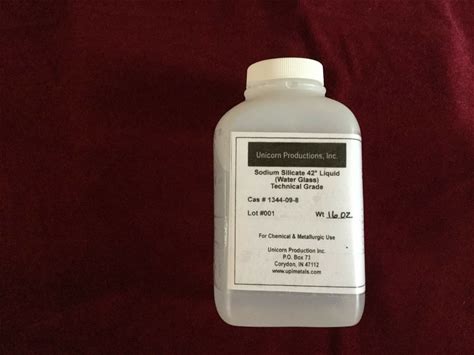 Unicorn Productions, Inc.
Sodium Silicate 42° Liquid
(Water Glass)
Technical Grade
Cas # 1344-09-8
Lot #001 Wt 16 OZ
For Chemical & Metallurgic Use
Unicorn Production Inc.
P.O. Box 73
Corydon, IN 47112
www.upimetals.com